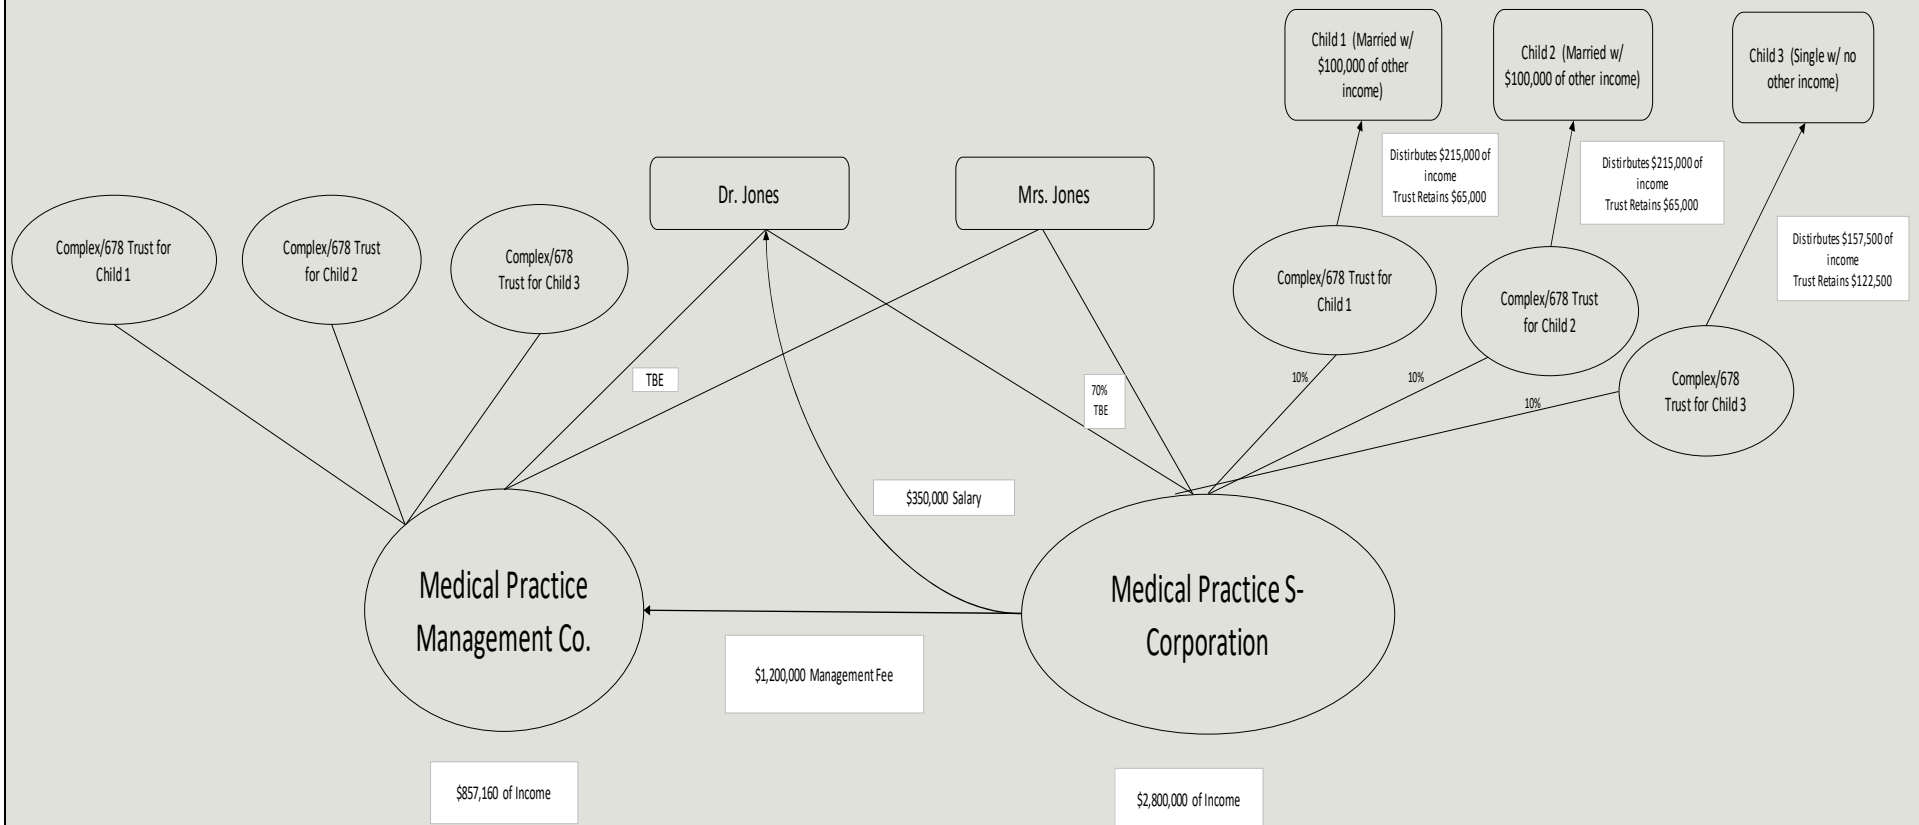 Child 1 (Married w/
$100,000 of other
income)
Child 2 (Married w/
$100,000 of other income)
Child 3 (Single w/ no
other income)
Distirbutes $215,000 of
income
Trust Retains $65,000
Distirbutes $215,000 of
income
Trust Retains $65,000
Distirbutes $157,500 of
income
Trust Retains $122,500
Dr. Jones
Mrs. Jones
Complex/678 Trust for
Child 1
Complex/678 Trust
for Child 2
Complex/678
Trust for Child 3
Complex/678 Trust for
Child 1
Complex/678 Trust
for Child 2
Complex/678
Trust for Child 3
TBE
70%
TBE
10%
10%
10%
$350,000 Salary
Medical Practice
Management Co.
Medical Practice S-
Corporation
$1,200,000 Management Fee
$857,160 of Income
$2,800,000 of Income